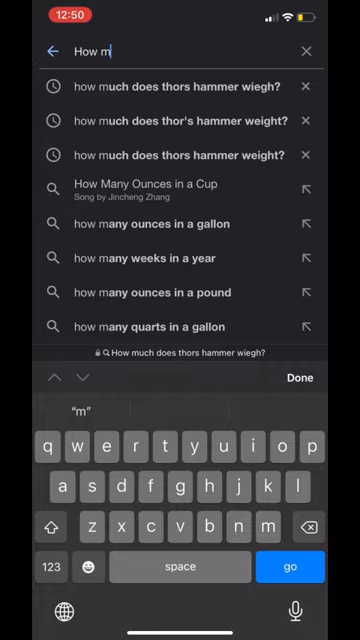 12:50
How m
how much does thors hammer wiegh?
how much does thor's hammer weight?
how much does thors hammer weight?
How Many Ounces in a Cup
Song by Jincheng Zhang
how many ounces in a gallon
how many weeks in a year
how many ounces in a pound
how many quarts in a gallon
How much does thors hammer wiegh?
Done
“m”
q w e r t y u i o p
a s d f g h j k l
z x c v b n m
123 space go